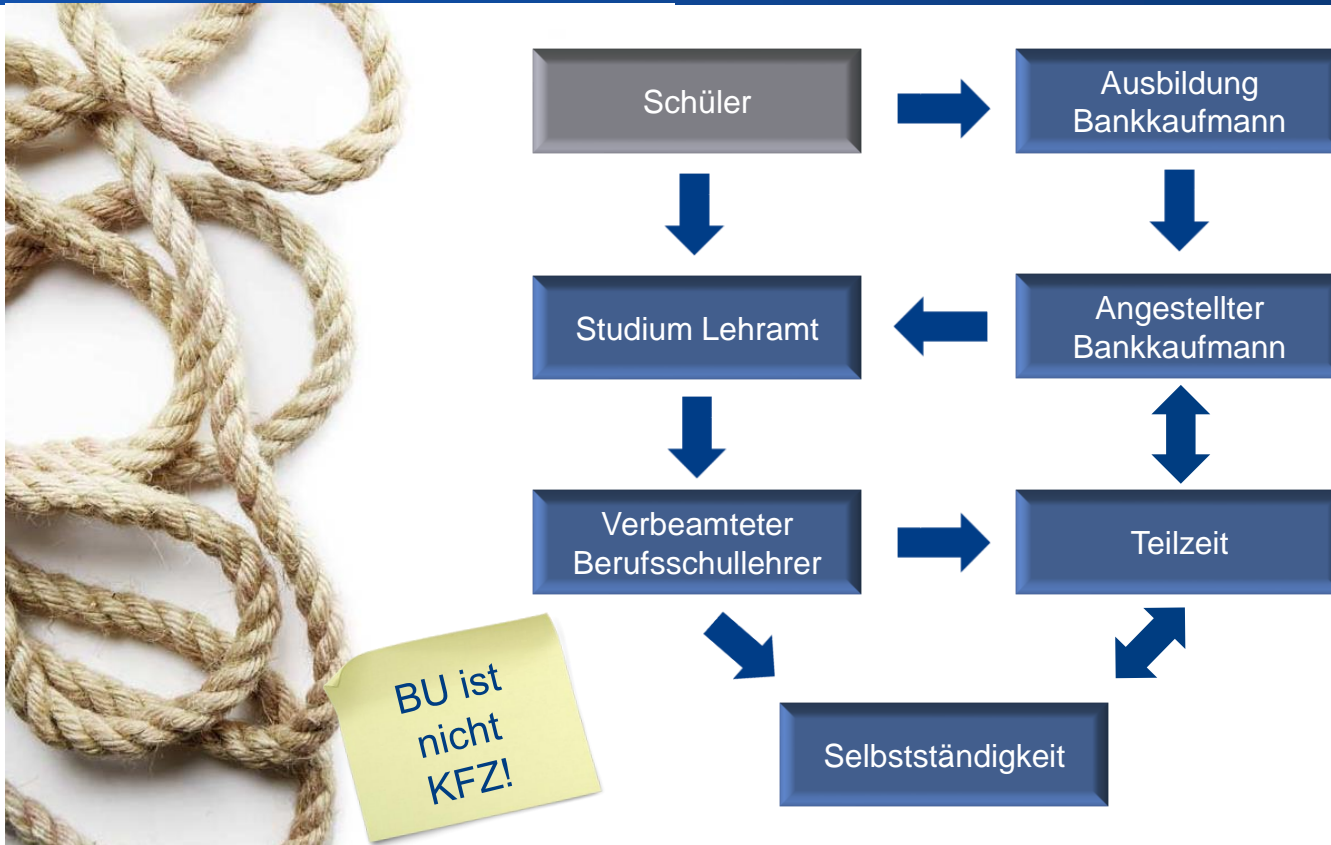 Schüler
Ausbildung
Bankkaufmann
Studium Lehramt
Angestellter
Bankkaufmann
Verbeamteter
Berufsschullehrer
Teilzeit
BU ist
nicht
KFZ!
Selbstständigkeit